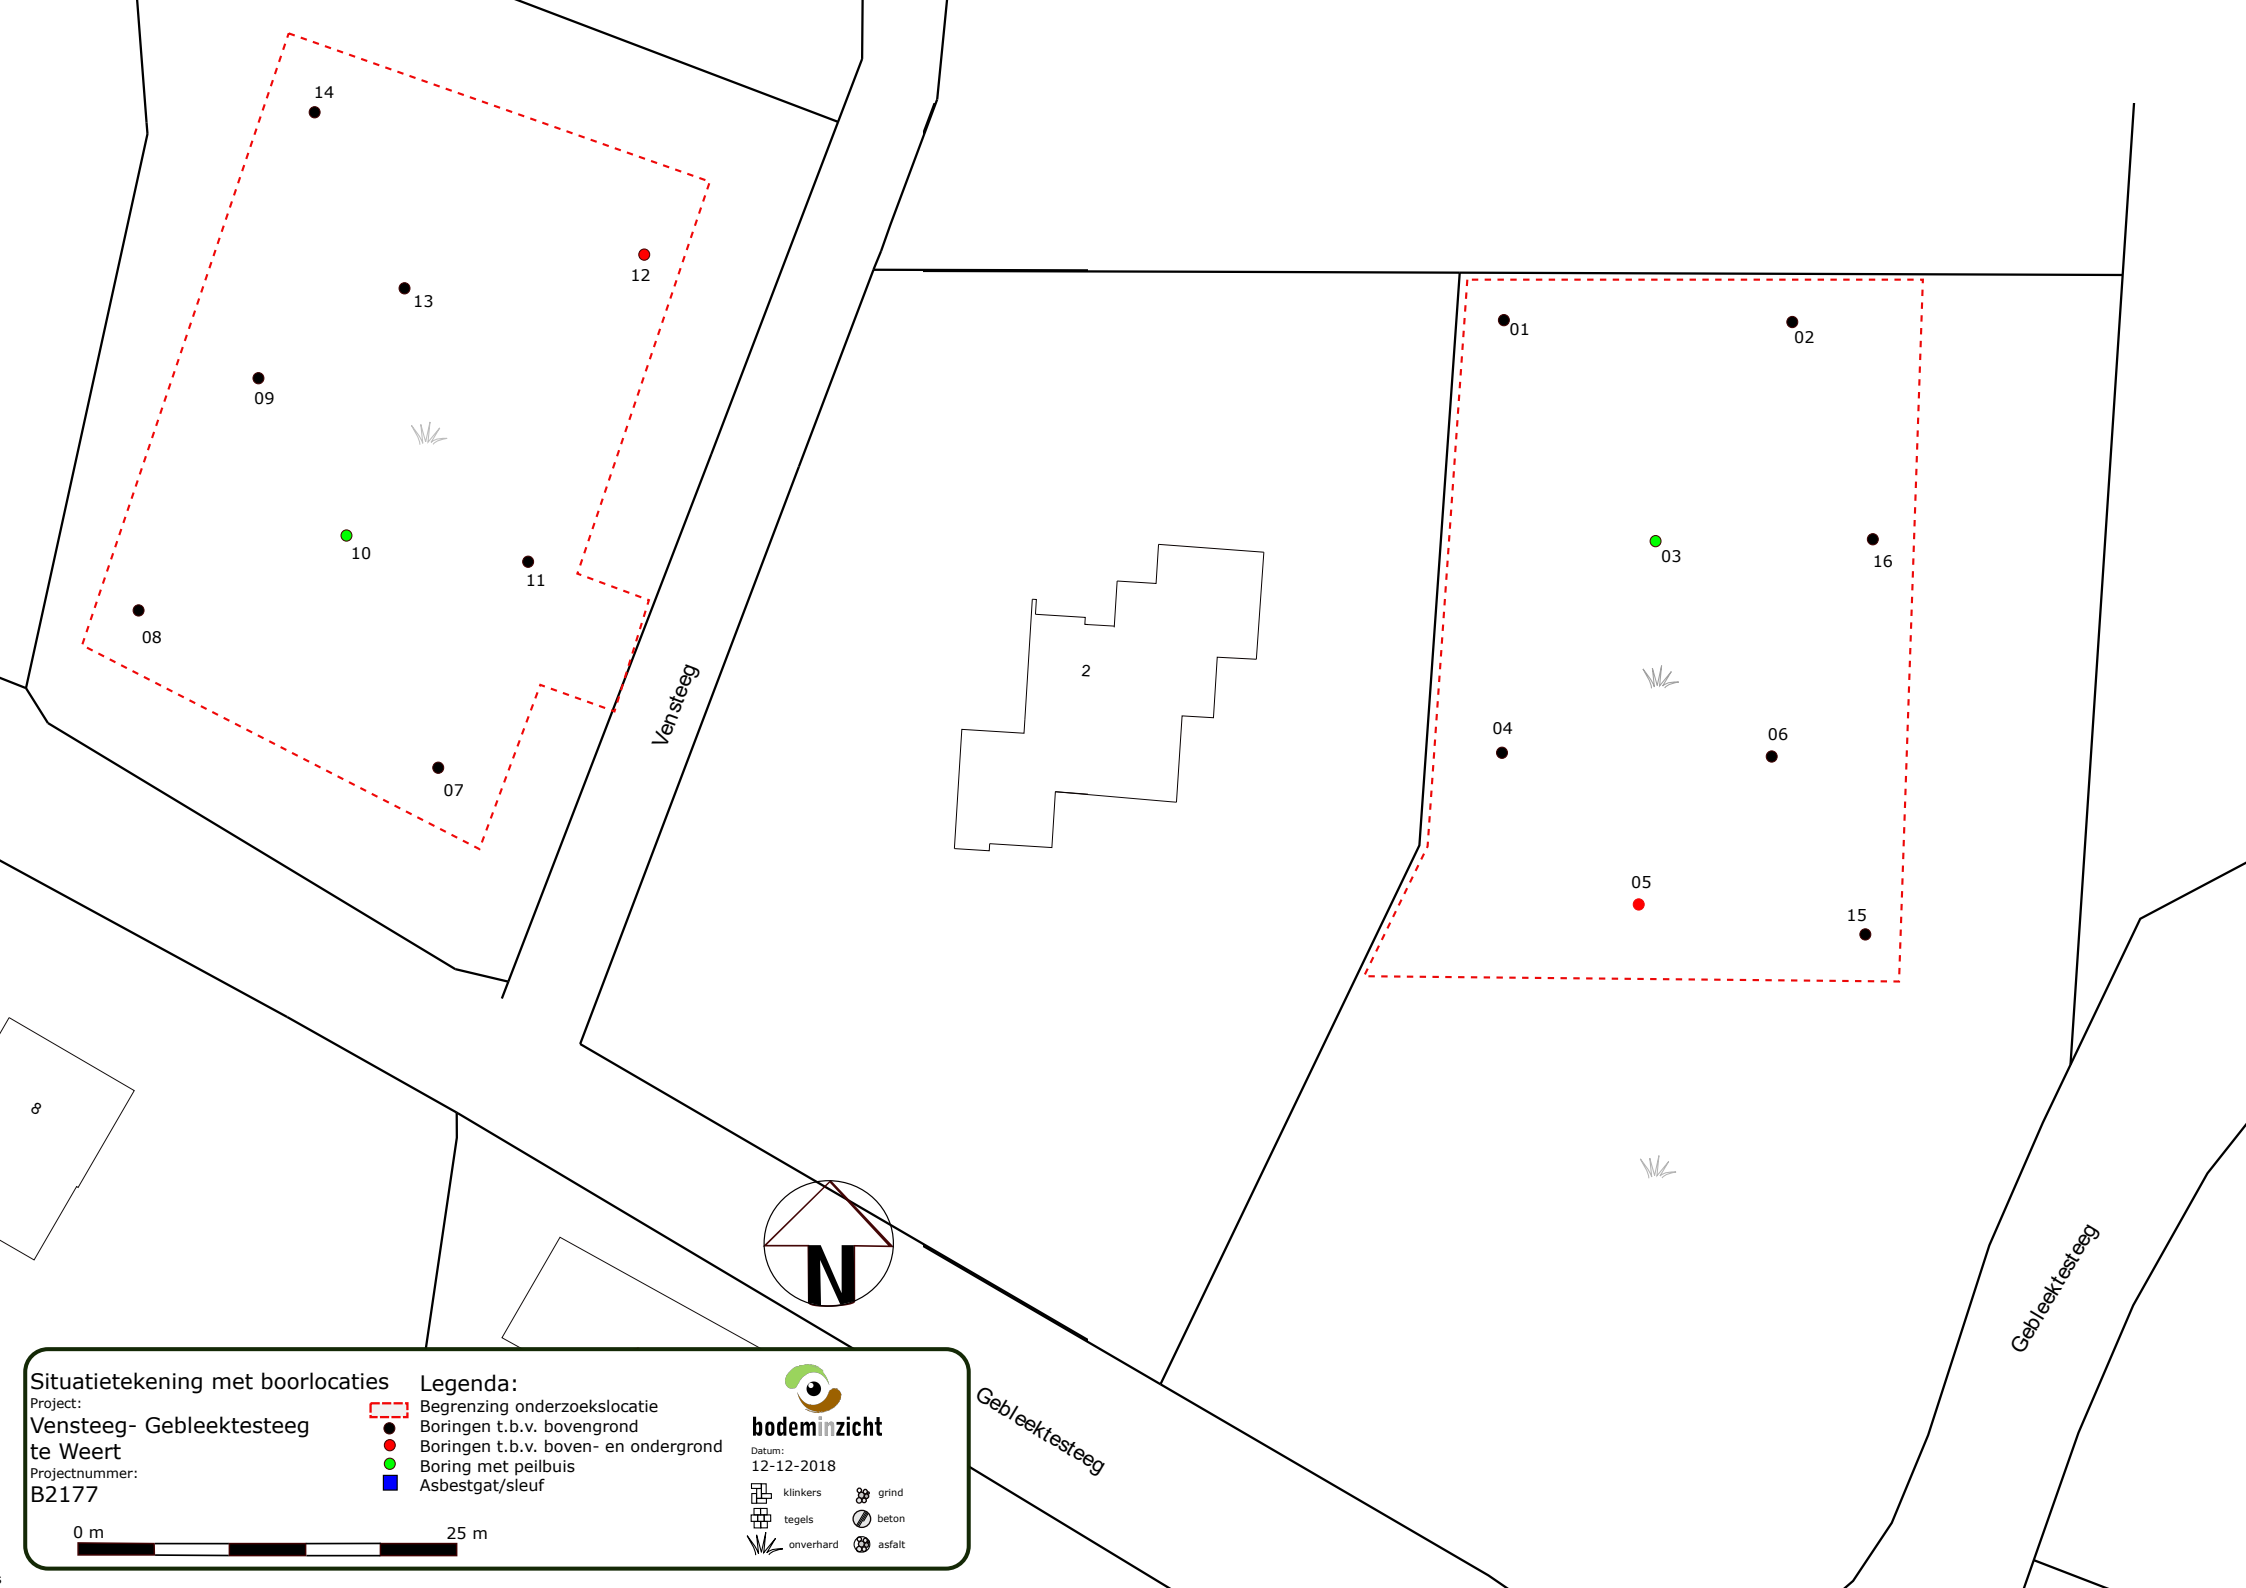 14
12
13
01
02
09
10
11
03
16
08
2
Vensteeg
04
06
07
05
15
8
N
Gebleektesteeg
Gebleektesteeg
Situatietekening met boorlocaties
Project:
Vensteeg- Gebleektesteeg
te Weert
Projectnummer:
B2177
0 m
25 m
Legenda:
Begrenzing onderzoekslocatie
Boringen t.b.v. bovengrond
Boringen t.b.v. boven- en ondergrond
Boring met peilbuis
Asbestgat/sleuf
bodeminzicht
Datum:
12-12-2018
klinkers
grind
tegels
beton
onverhard
asfalt